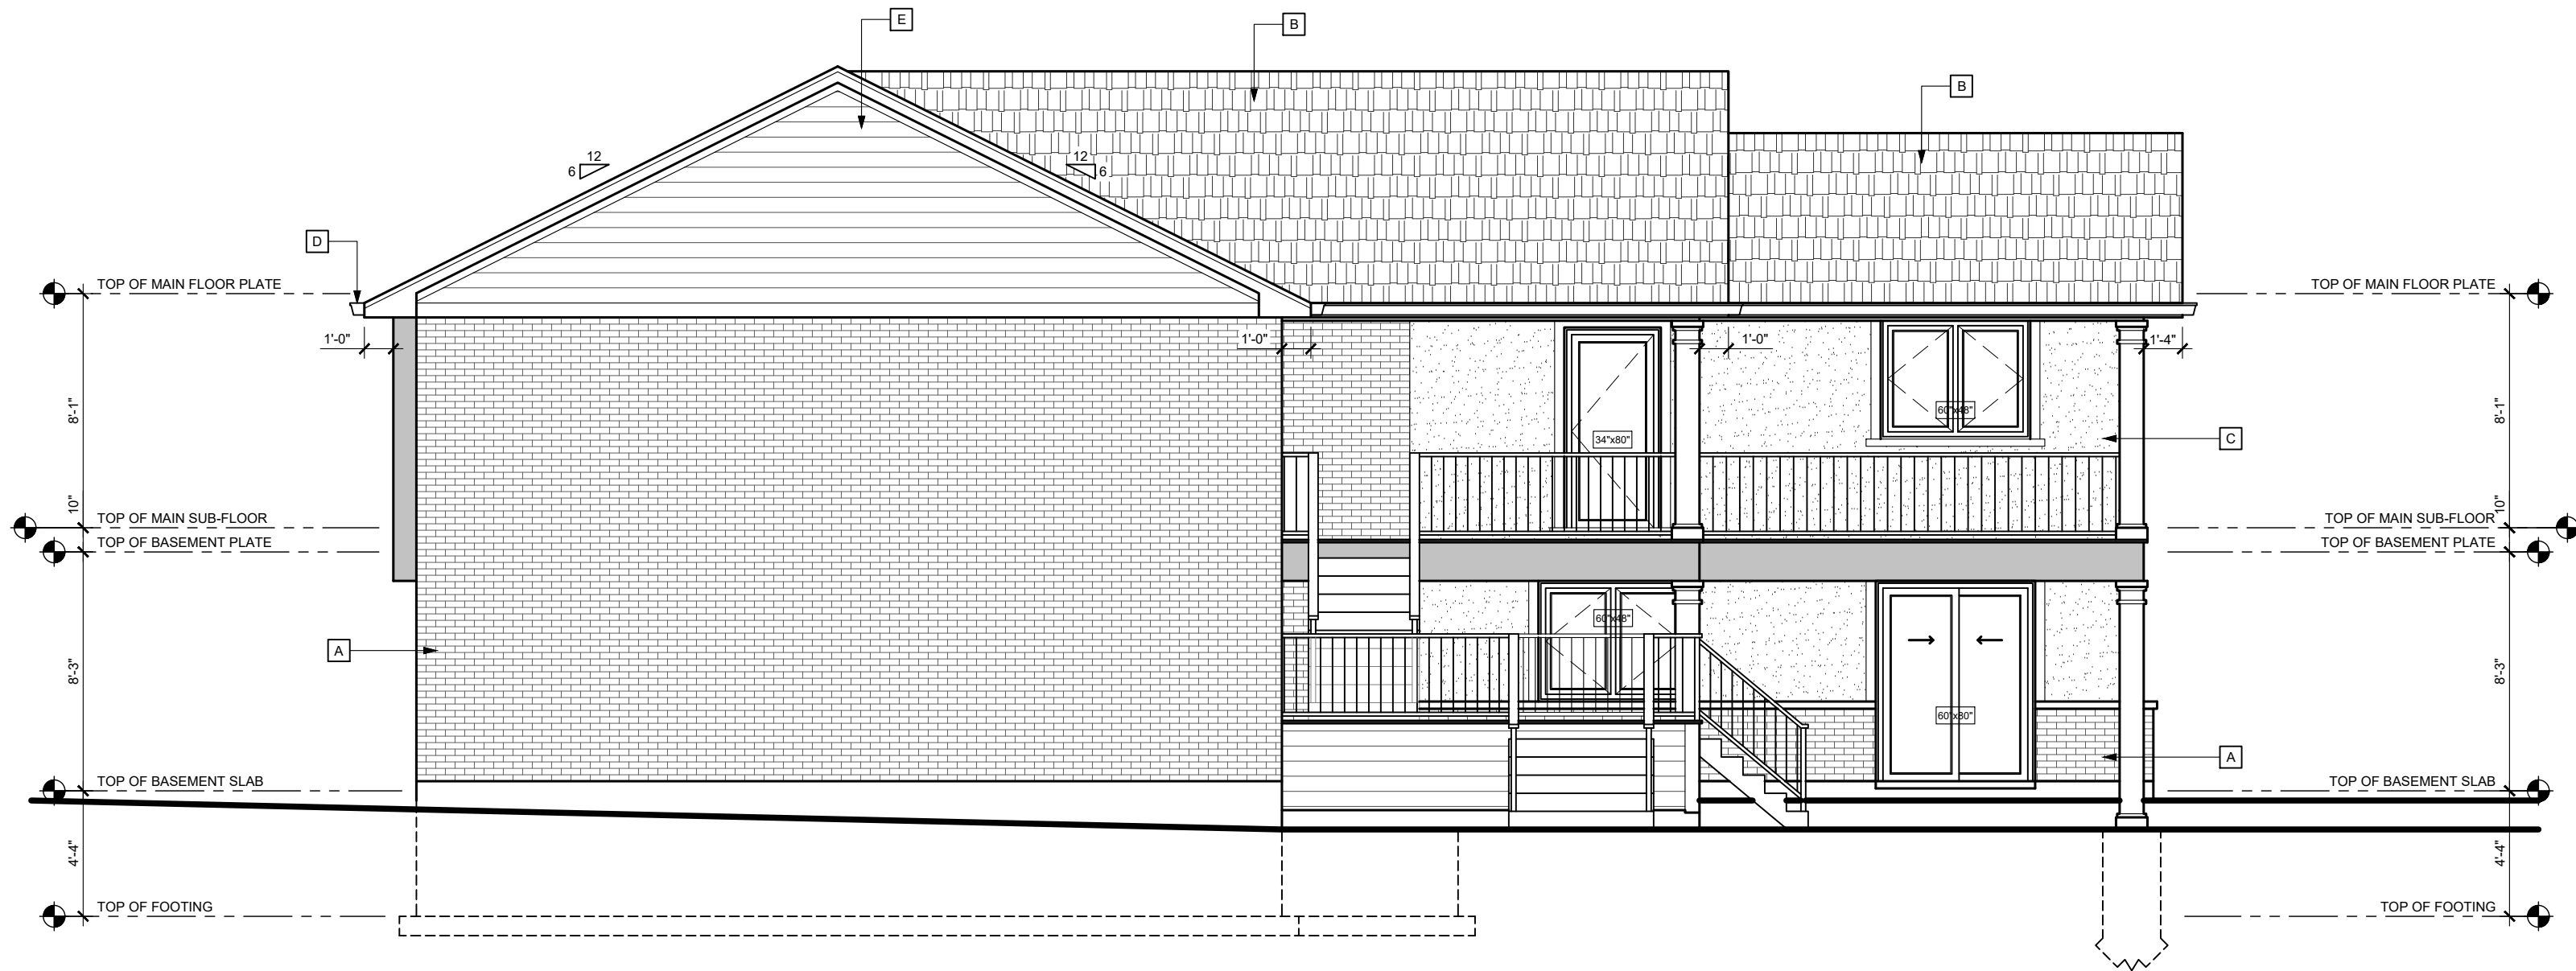 E
B
B
12
6
12
6
D
TOP OF MAIN FLOOR PLATE
TOP OF MAIN FLOOR PLATE
1'-0"
1'-0"
1'-0"
1'-4"
8'-1"
8'-1"
60"x48"
34"x80"
C
10"
10"
TOP OF MAIN SUB-FLOOR
TOP OF MAIN SUB-FLOOR
TOP OF BASEMENT PLATE
TOP OF BASEMENT PLATE
60"x48"
A
8'-3"
8'-3"
60"x80"
A
TOP OF BASEMENT SLAB
TOP OF BASEMENT SLAB
4'-4"
4'-4"
TOP OF FOOTING
TOP OF FOOTING